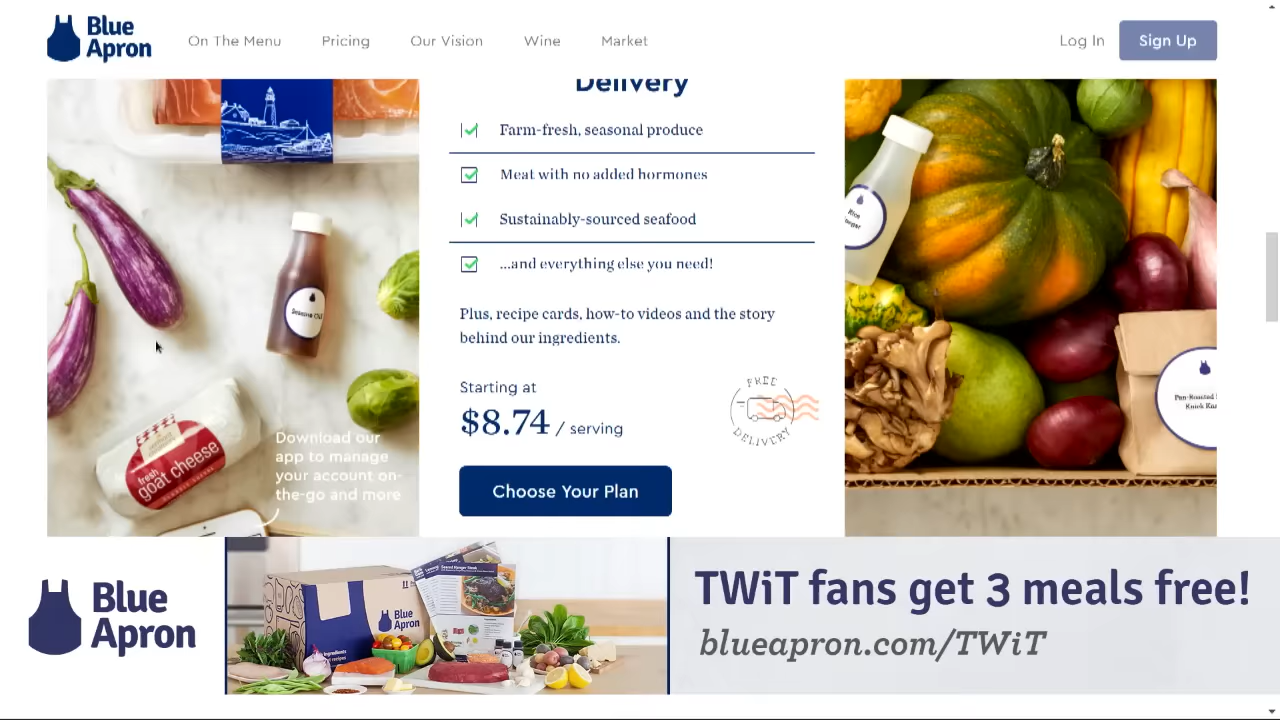 Blue
Apron
On The Menu
Pricing
Our Vision
Wine
Market
Log In
Sign Up
Delivery
Farm-fresh, seasonal produce
Meat with no added hormones
Sustainably-sourced seafood
...and everything else you need!
Plus, recipe cards, how-to videos and the story
behind our ingredients.
Starting at
$8.74 / serving
FREE
DELIVERY
Choose Your Plan
fresh
goat cheese
Download our
app to manage
your account on-
the-go and more
Rice
Pan-Roasted
Blue
Apron
Blue
Apron
TWiT fans get 3 meals free!
blueapron.com/TWiT